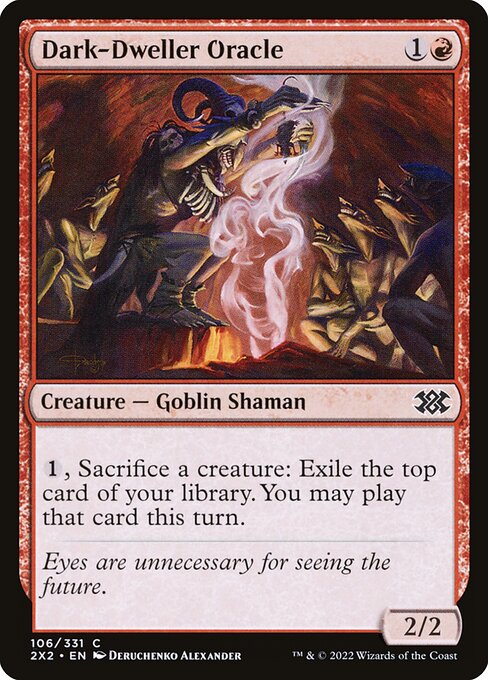 Dark-Dweller Oracle 1
Creature — Goblin Shaman
1, Sacrifice a creature: Exile the top
card of your library. You may play
that card this turn.
Eyes are unnecessary for seeing the
future.
2/2
106/331 C
2X2 • EN Deruchenko Alexander ™ & © 2022 Wizards of the Coast